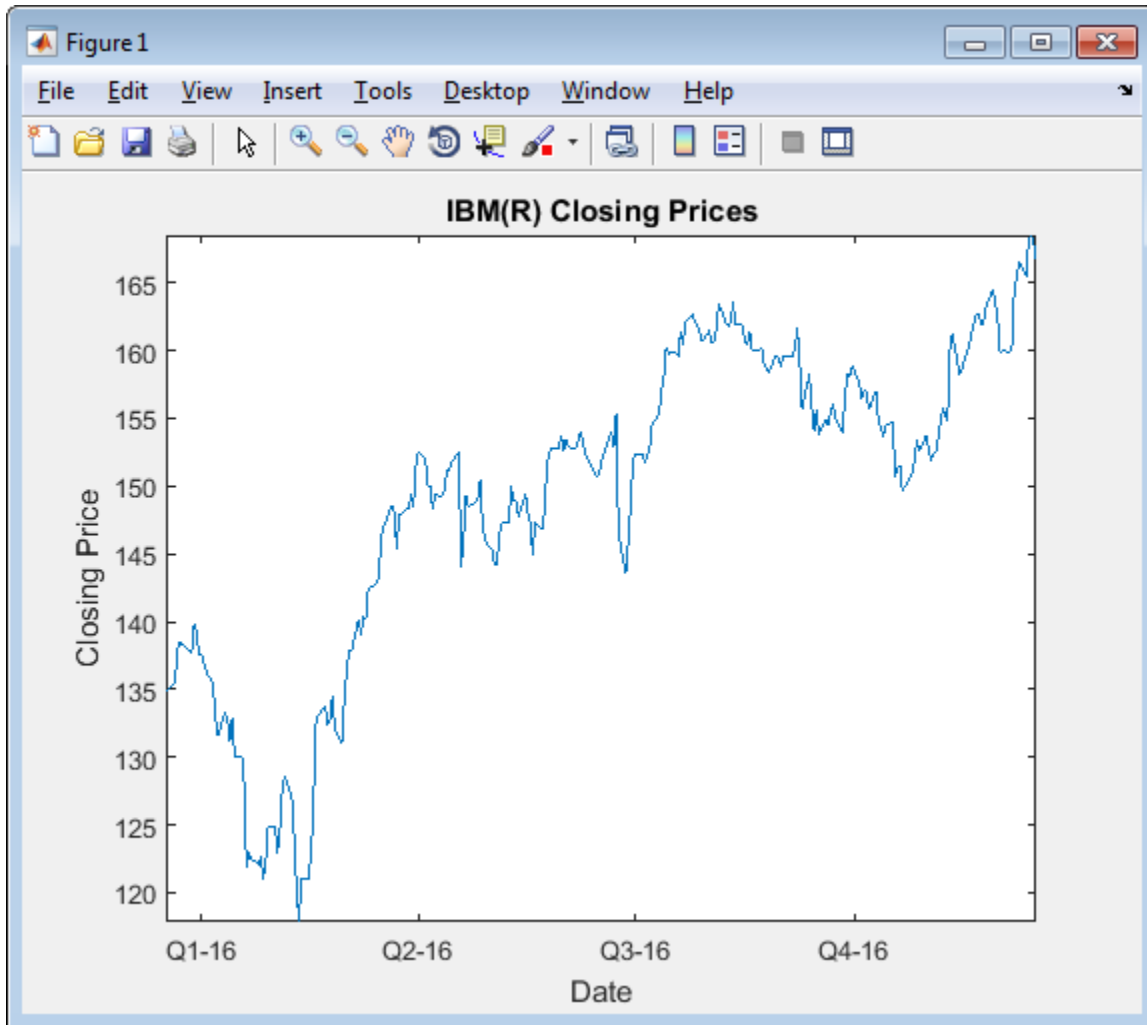 Figure 1
File Edit View Insert Tools Desktop Window Help
IBM(R) Closing Prices
165
160
155
150
145
140
135
130
125
120
Closing Price
Q1-16 Q2-16 Q3-16 Q4-16
Date